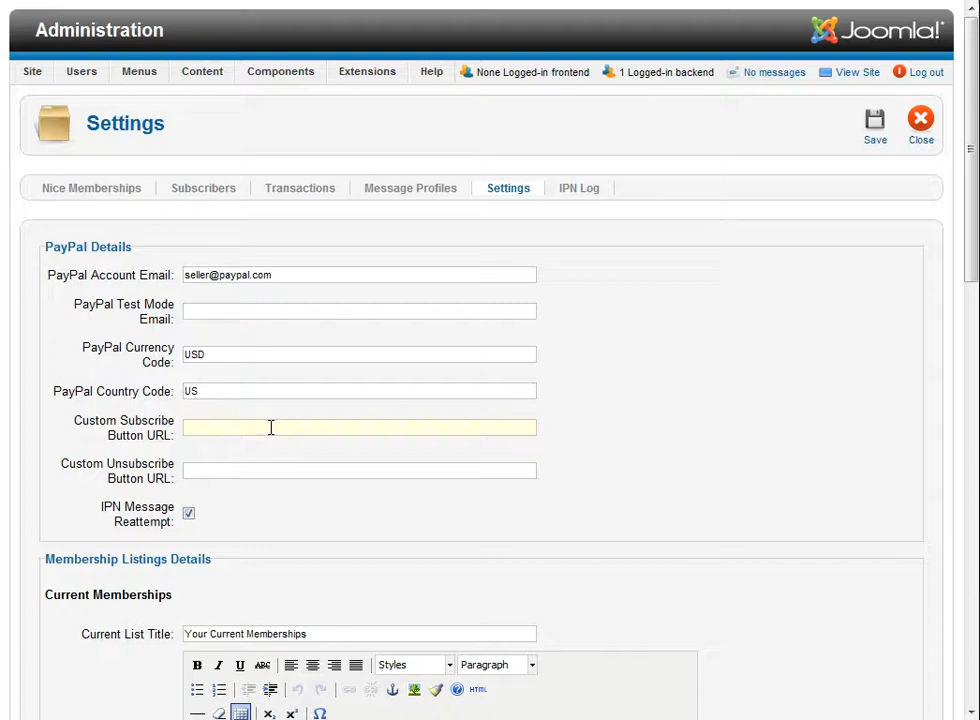 Administration
Joomla!®
Site Users Menus Content Components Extensions Help None Logged-in frontend 1 Logged-in backend No messages View Site Log out
Settings
Save Close
Nice Memberships Subscribers Transactions Message Profiles Settings IPN Log
PayPal Details
PayPal Account Email: seller@paypal.com
PayPal Test Mode
Email:
PayPal Currency
Code: USD
PayPal Country Code: US
Custom Subscribe
Button URL:
Custom Unsubscribe
Button URL:
IPN Message
Reattempt:
Membership Listings Details
Current Memberships
Current List Title: Your Current Memberships
B I U ABC Styles Paragraph
HTML